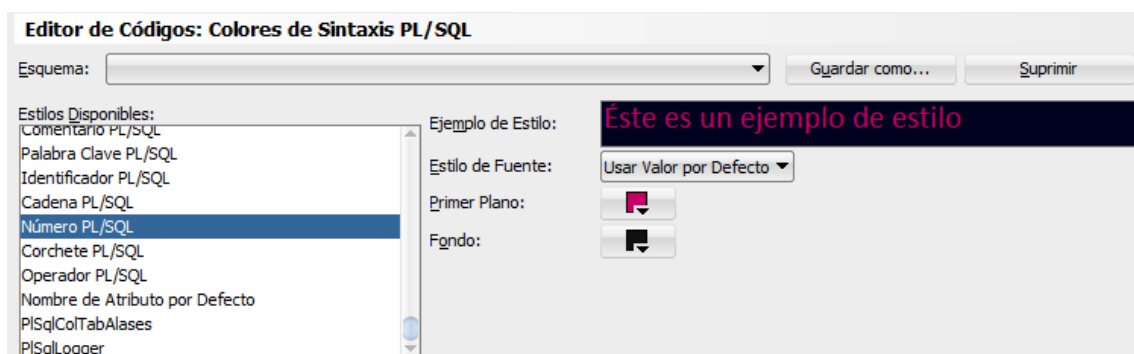 Editor de Códigos: Colores de Sintaxis PL/SQL
Esquema:
Guardar como...
Suprimir
Estilos Disponibles:
Comentario PL/SQL
Palabra Clave PL/SQL
Identificador PL/SQL
Cadena PL/SQL
Número PL/SQL
Corchete PL/SQL
Operador PL/SQL
Nombre de Atributo por Defecto
PlSqlColTabAlases
PlSqlLogger
Ejemplo de Estilo:
Éste es un ejemplo de estilo
Estilo de Fuente:
Usar Valor por Defecto
Primer Plano:
Fondo: